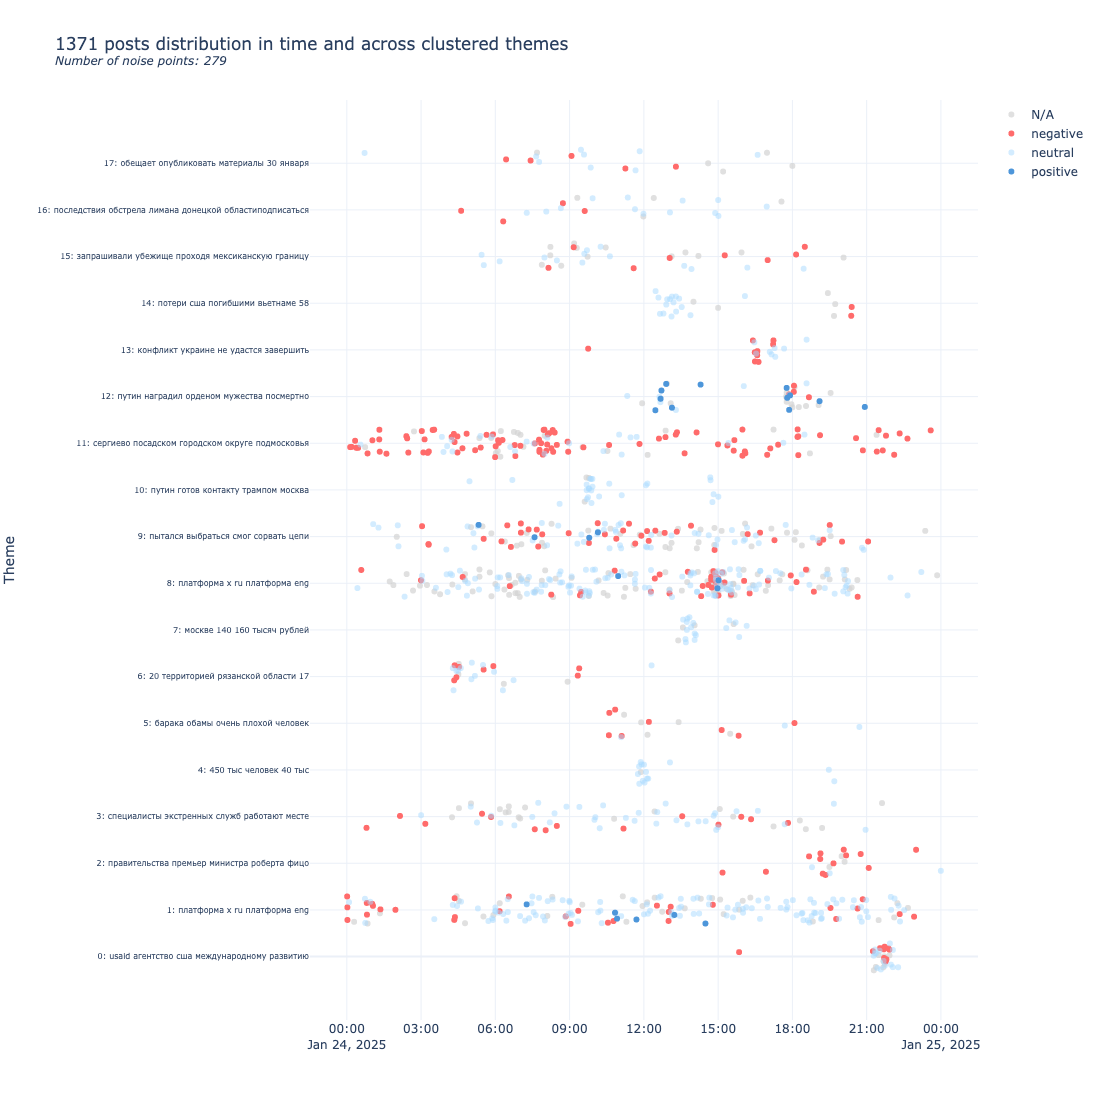 1371 posts distribution in time and across clustered themes
Number of noise points: 279
N/A
negative
neutral
positive
Theme
17: обещает опубликовать материалы 30 января
16: последствия обстрела лимана донецкой областиподписаться
15: запрашивали убежище проходя мексиканскую границу
14: потери сша погибшими вьетнаме 58
13: конфликт украине не удастся завершить
12: путин наградил орденом мужества посмертно
11: сергиево посадском городском округе подмосковья
10: путин готов контакту трампом москва
9: пытался выбраться смог сорвать цепи
8: платформа x ru платформа eng
7: москве 140 160 тысяч рублей
6: 20 территорией рязанской области 17
5: барака обамы очень плохой человек
4: 450 тыс человек 40 тыс
3: специалисты экстренных служб работают месте
2: правительства премьер министра роберта фицо
1: платформа x ru платформа eng
0: usaid агентство сша международному развитию
00:00 03:00 06:00 09:00 12:00 15:00 18:00 21:00 00:00
Jan 24, 2025 Jan 25, 2025